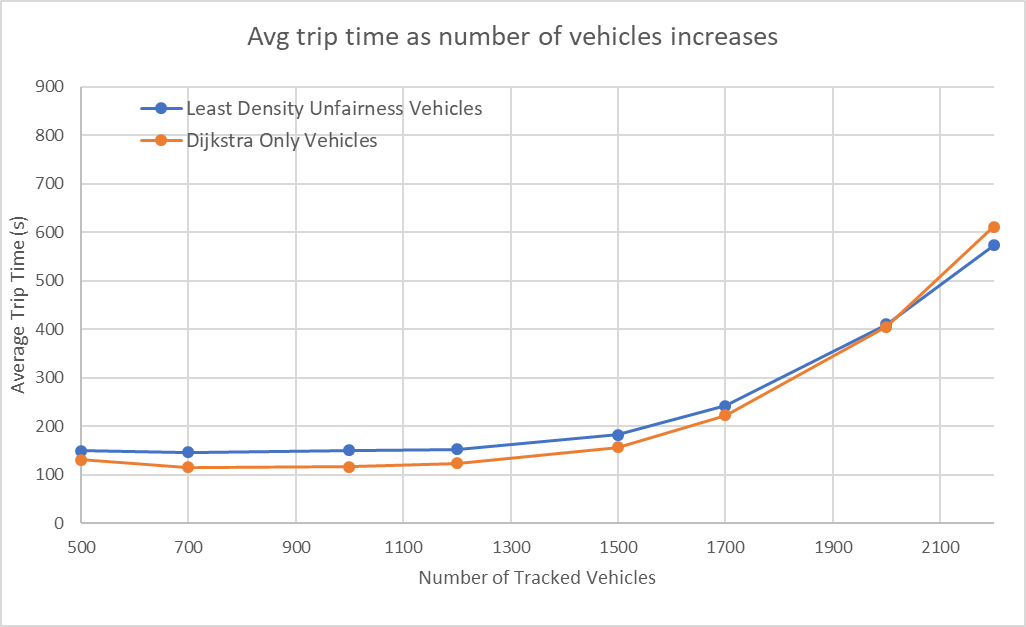 Avg trip time as number of vehicles increases
900
800
700
600
500
400
300
200
100
0
Least Density Unfairness Vehicles
Dijkstra Only Vehicles
Average Trip Time (s)
500 700 900 1100 1300 1500 1700 1900 2100
Number of Tracked Vehicles